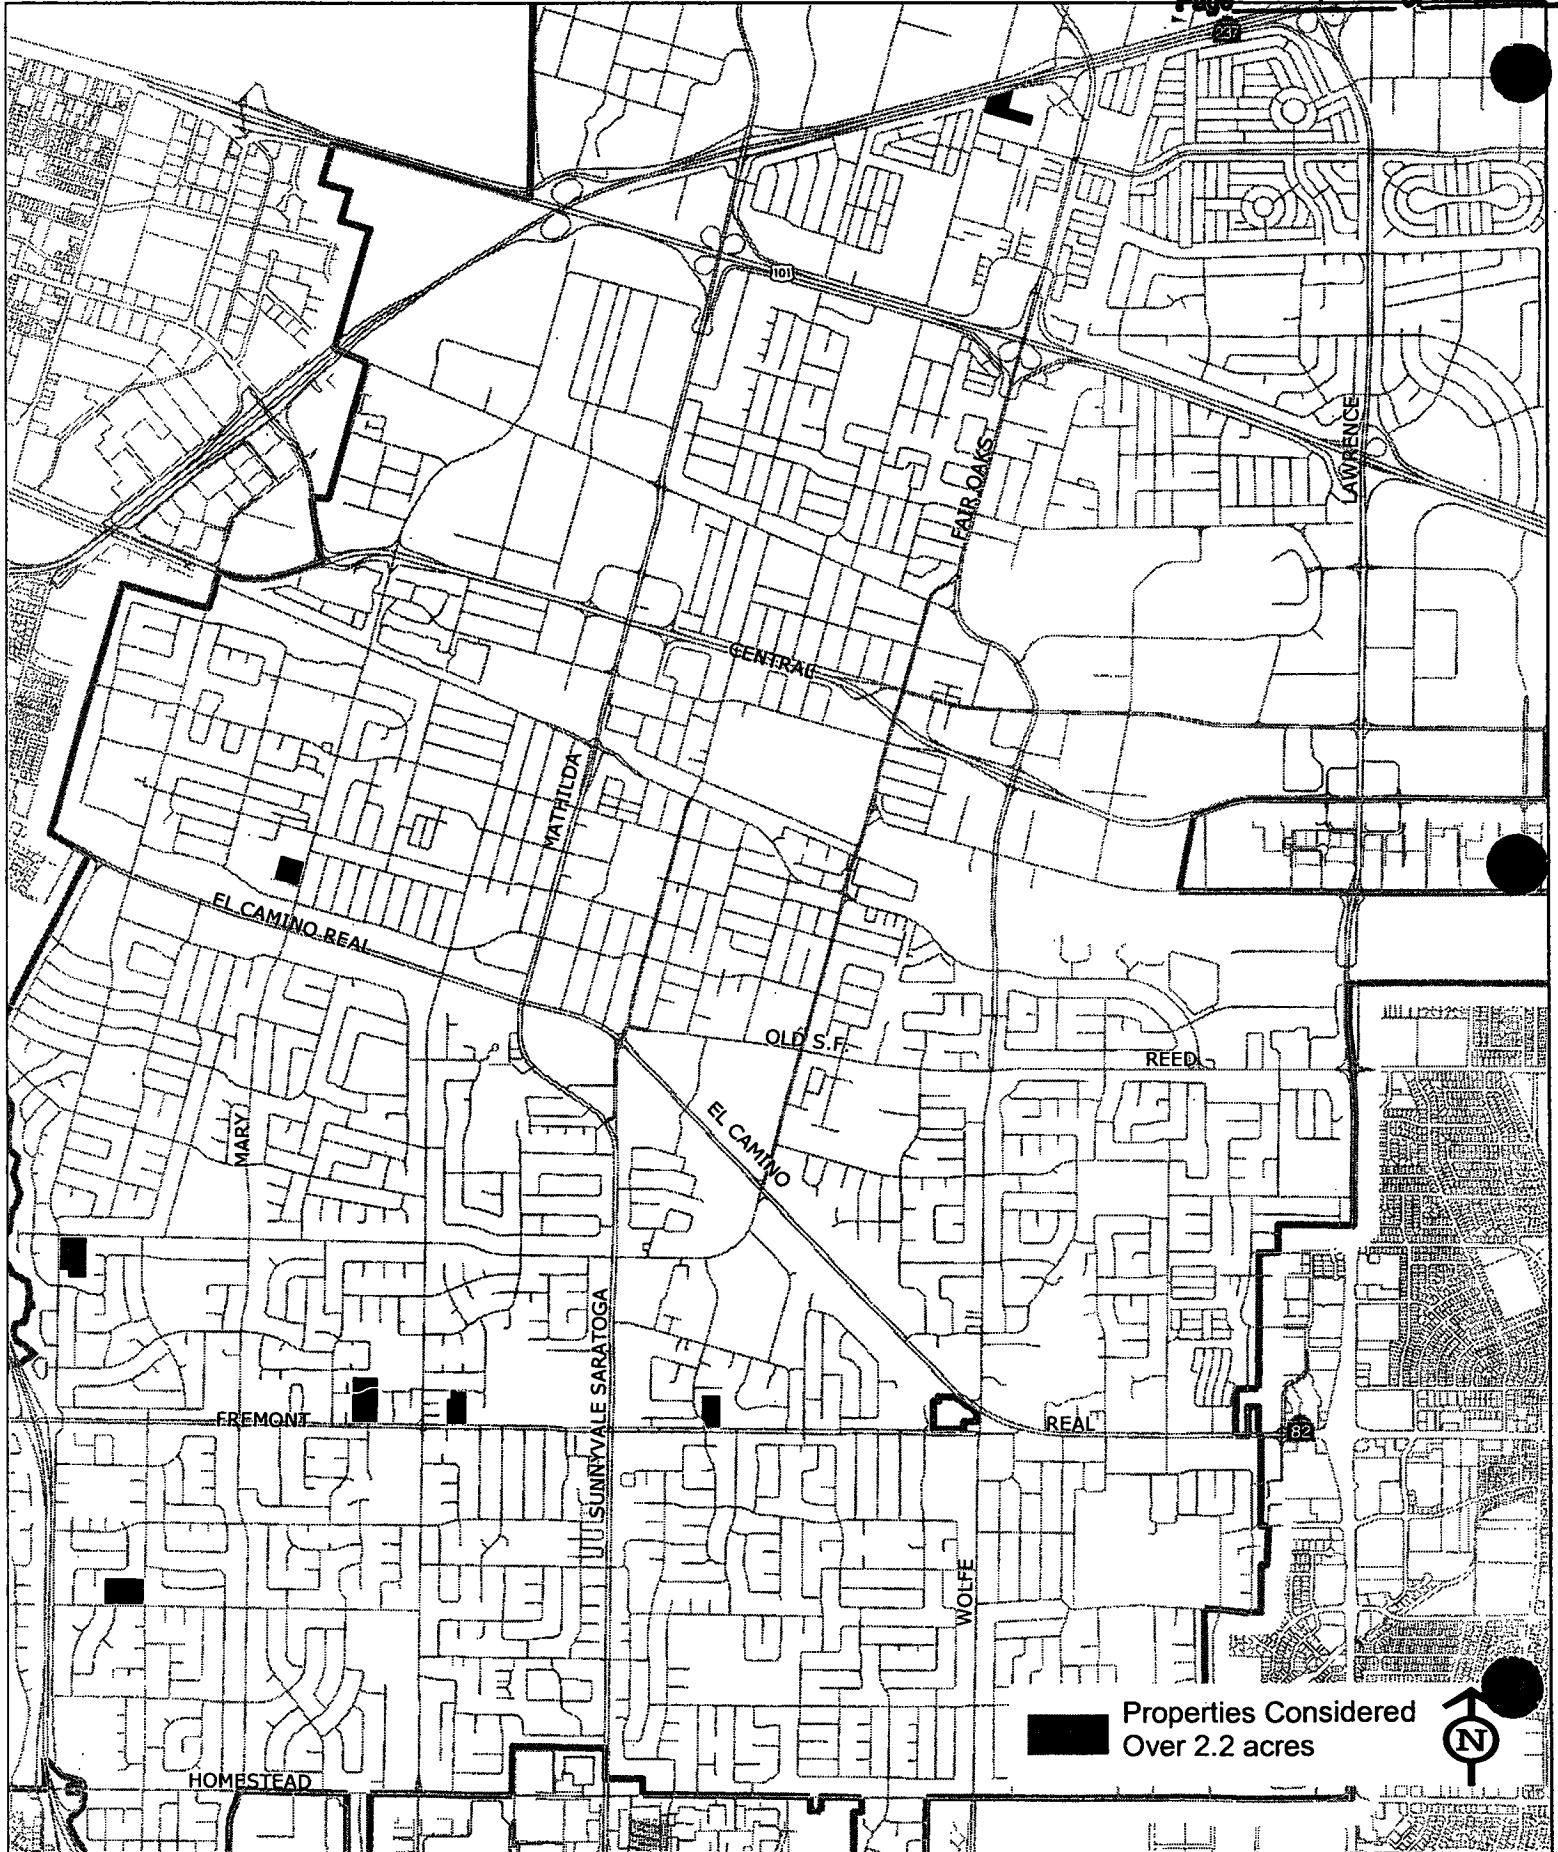 Page
237
101
LAWRENCE
FAIR OAKS
CENTRAL
MATHILDA
EL CAMINO REAL
OLD S.F.
REED
EL CAMINO
MARY
SUNNYVALE SARATOGA
FREMONT
REAL
82
WOLFE
Properties Considered
Over 2.2 acres
N
HOMESTEAD